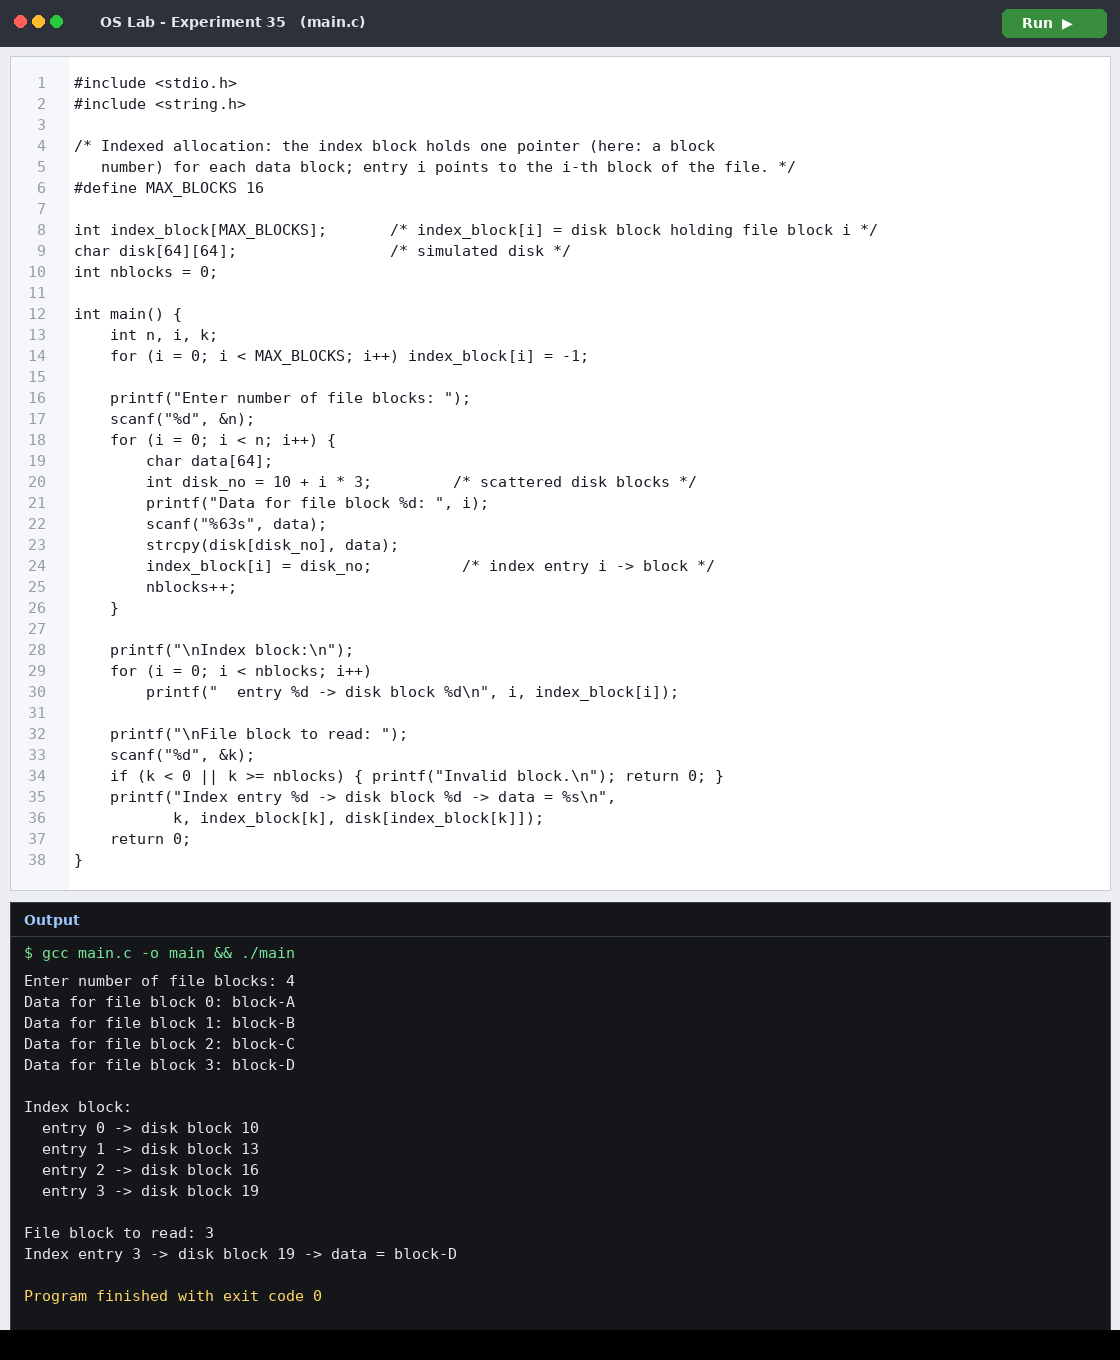 OS Lab - Experiment 35   (main.c)
Run ▶
1 #include <stdio.h>
2 #include <string.h>
3
4 /* Indexed allocation: the index block holds one pointer (here: a block
5    number) for each data block; entry i points to the i-th block of the file. */
6 #define MAX_BLOCKS 16
7
8 int index_block[MAX_BLOCKS];       /* index_block[i] = disk block holding file block i */
9 char disk[64][64];                 /* simulated disk */
10 int nblocks = 0;
11
12 int main() {
13     int n, i, k;
14     for (i = 0; i < MAX_BLOCKS; i++) index_block[i] = -1;
15
16     printf("Enter number of file blocks: ");
17     scanf("%d", &n);
18     for (i = 0; i < n; i++) {
19         char data[64];
20         int disk_no = 10 + i * 3;         /* scattered disk blocks */
21         printf("Data for file block %d: ", i);
22         scanf("%63s", data);
23         strcpy(disk[disk_no], data);
24         index_block[i] = disk_no;          /* index entry i -> block */
25         nblocks++;
26     }
27
28     printf("\nIndex block:\n");
29     for (i = 0; i < nblocks; i++)
30         printf("  entry %d -> disk block %d\n", i, index_block[i]);
31
32     printf("\nFile block to read: ");
33     scanf("%d", &k);
34     if (k < 0 || k >= nblocks) { printf("Invalid block.\n"); return 0; }
35     printf("Index entry %d -> disk block %d -> data = %s\n",
36            k, index_block[k], disk[index_block[k]]);
37     return 0;
38 }
Output
$ gcc main.c -o main && ./main
Enter number of file blocks: 4
Data for file block 0: block-A
Data for file block 1: block-B
Data for file block 2: block-C
Data for file block 3: block-D

Index block:
  entry 0 -> disk block 10
  entry 1 -> disk block 13
  entry 2 -> disk block 16
  entry 3 -> disk block 19

File block to read: 3
Index entry 3 -> disk block 19 -> data = block-D

Program finished with exit code 0